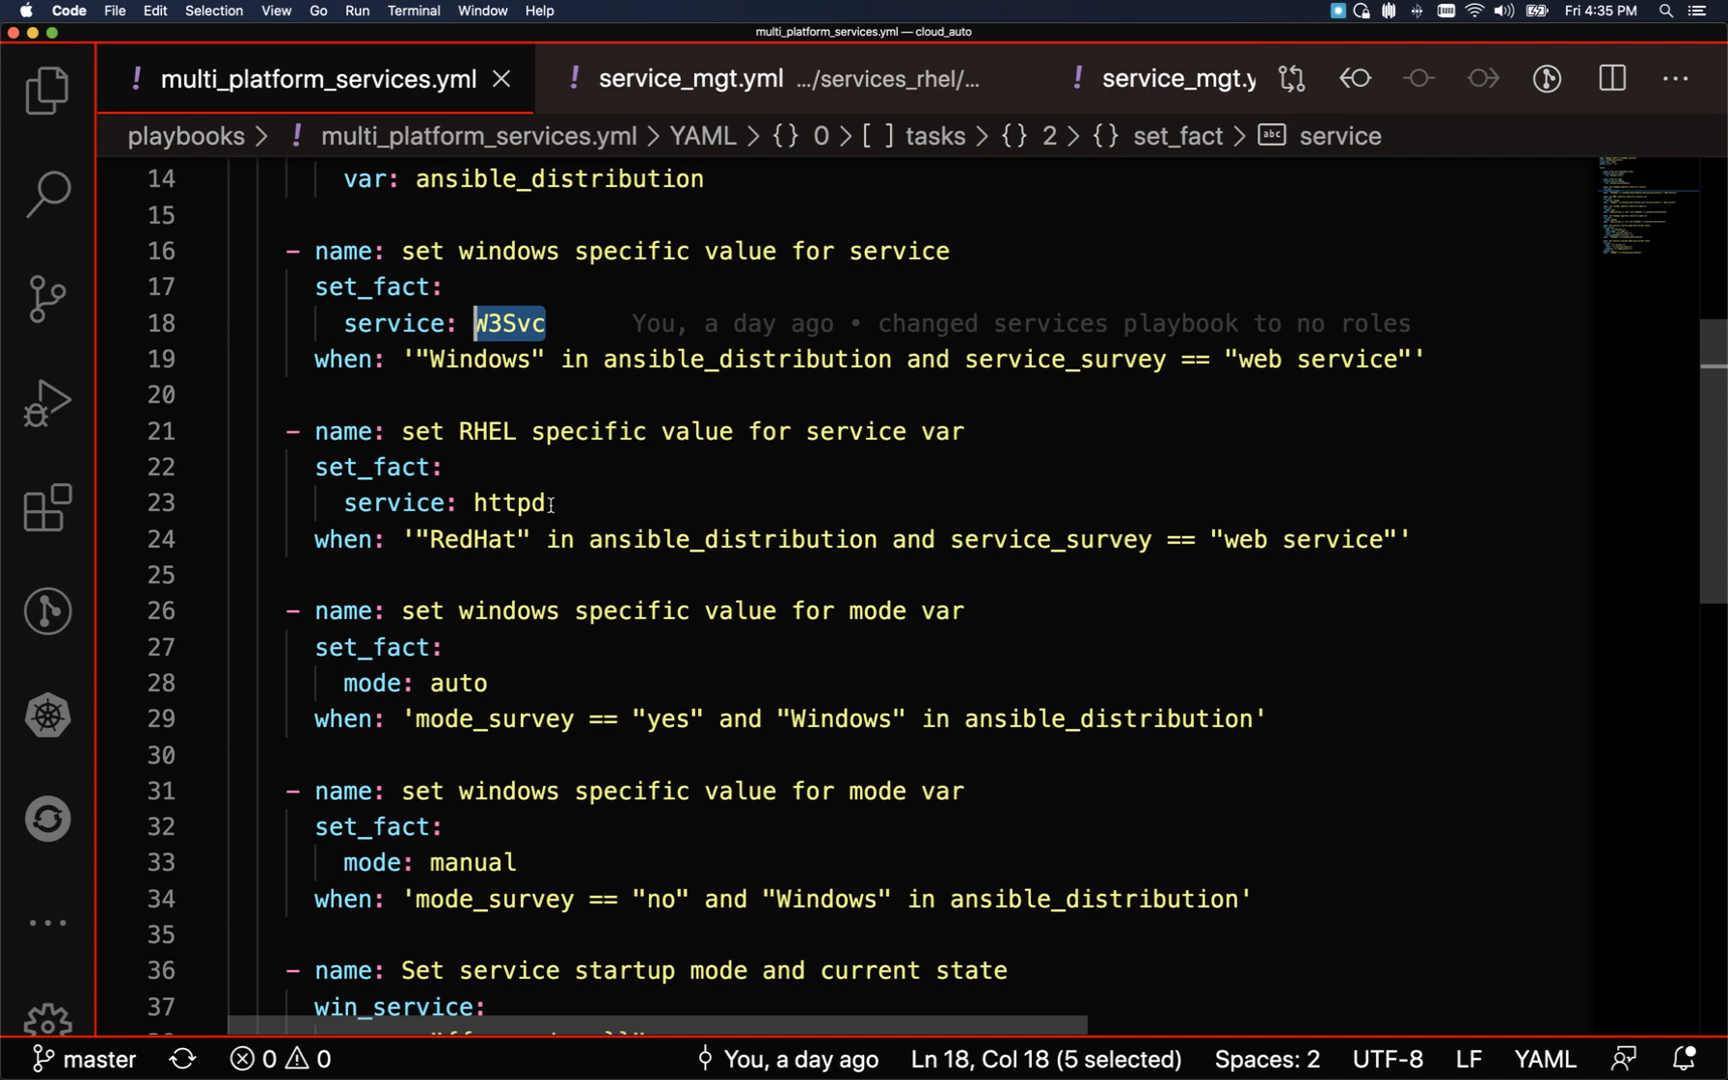 Code File Edit Selection View Go Run Terminal Window Help Fri 4:35 PM
multi_platform_services.yml — cloud_auto
! multi_platform_services.yml ! service_mgt.yml .../services_rhel/... ! service_mgt.y
playbooks > ! multi_platform_services.yml > YAML > {} 0 > [ ] tasks > {} 2 > {} set_fact > abc service
14 var: ansible_distribution
15
16 - name: set windows specific value for service
17 set_fact:
18 service: W3Svc You, a day ago • changed services playbook to no roles
19 when: '"Windows" in ansible_distribution and service_survey == "web service"'
20
21 - name: set RHEL specific value for service var
22 set_fact:
23 service: httpd
24 when: '"RedHat" in ansible_distribution and service_survey == "web service"'
25
26 - name: set windows specific value for mode var
27 set_fact:
28 mode: auto
29 when: 'mode_survey == "yes" and "Windows" in ansible_distribution'
30
31 - name: set windows specific value for mode var
32 set_fact:
33 mode: manual
34 when: 'mode_survey == "no" and "Windows" in ansible_distribution'
35
36 - name: Set service startup mode and current state
37 win_service:
master 0 0 You, a day ago Ln 18, Col 18 (5 selected) Spaces: 2 UTF-8 LF YAML